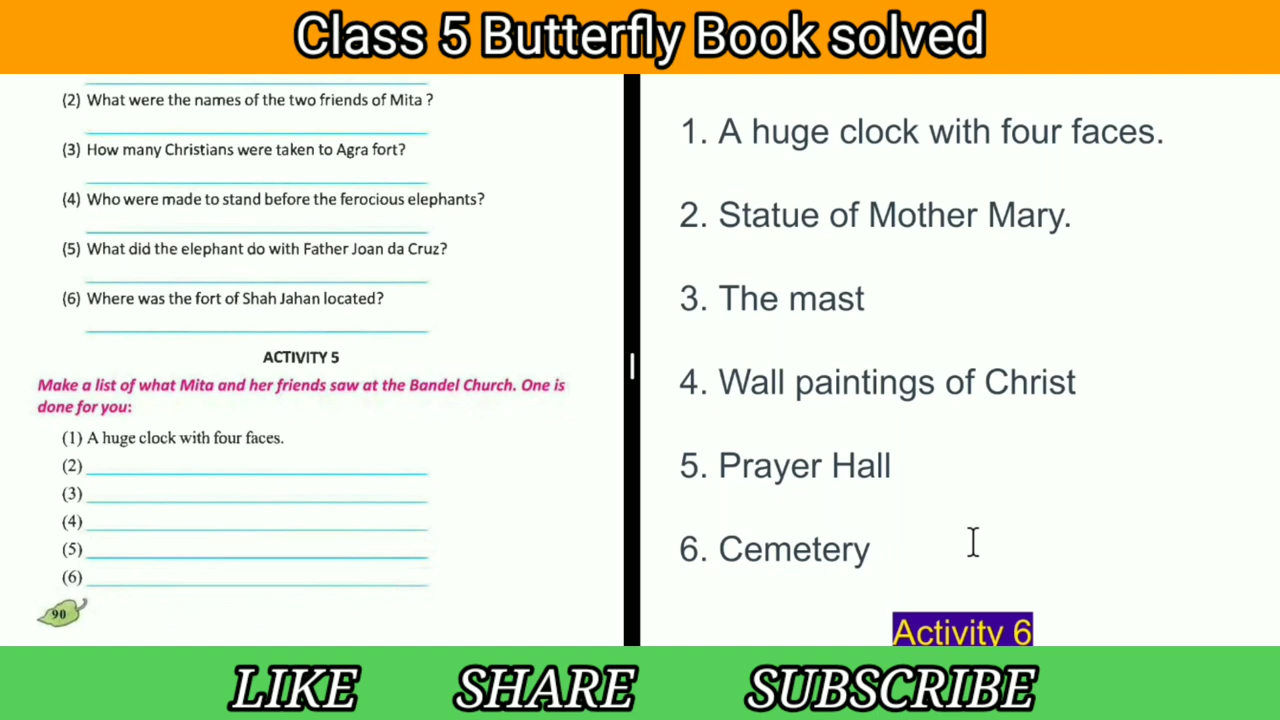 Class 5 Butterfly Book solved
(2) What were the names of the two friends of Mita ?
(3) How many Christians were taken to Agra fort?
(4) Who were made to stand before the ferocious elephants?
(5) What did the elephant do with Father Joan da Cruz?
(6) Where was the fort of Shah Jahan located?
ACTIVITY 5
Make a list of what Mita and her friends saw at the Bandel Church. One is
done for you:
(1) A huge clock with four faces.
(2)
(3)
(4)
(5)
(6)
90
1. A huge clock with four faces.
2. Statue of Mother Mary.
3. The mast
4. Wall paintings of Christ
5. Prayer Hall
6. Cemetery
Activity 6
LIKE SHARE SUBSCRIBE